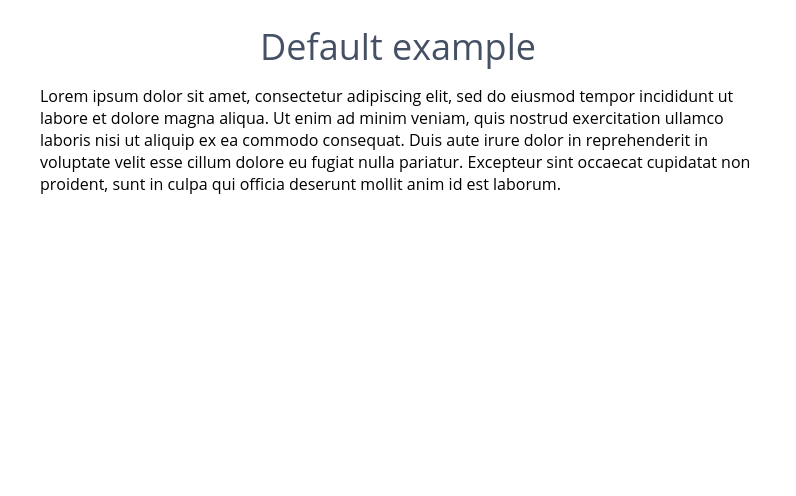 Default example
Lorem ipsum dolor sit amet, consectetur adipiscing elit, sed do eiusmod tempor incididunt ut
labore et dolore magna aliqua. Ut enim ad minim veniam, quis nostrud exercitation ullamco
laboris nisi ut aliquip ex ea commodo consequat. Duis aute irure dolor in reprehenderit in
voluptate velit esse cillum dolore eu fugiat nulla pariatur. Excepteur sint occaecat cupidatat non
proident, sunt in culpa qui officia deserunt mollit anim id est laborum.